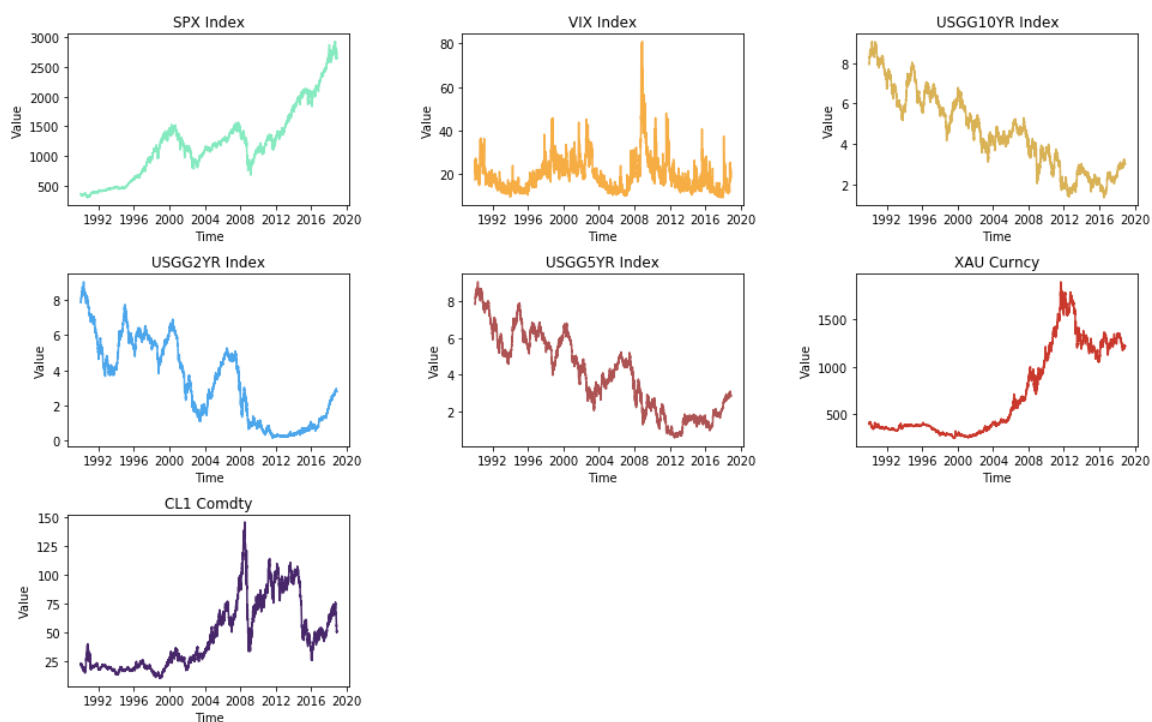 SPX Index
3000
2500
2000
1500
1000
500
Value
1992 1996 2000 2004 2008 2012 2016 2020
Time
VIX Index
80
60
40
20
Value
1992 1996 2000 2004 2008 2012 2016 2020
Time
USGG10YR Index
8
6
4
2
Value
1992 1996 2000 2004 2008 2012 2016 2020
Time
USGG2YR Index
8
6
4
2
0
Value
1992 1996 2000 2004 2008 2012 2016 2020
Time
USGG5YR Index
8
6
4
2
Value
1992 1996 2000 2004 2008 2012 2016 2020
Time
XAU Curncy
1500
1000
500
Value
1992 1996 2000 2004 2008 2012 2016 2020
Time
CL1 Comdty
150
125
100
75
50
25
Value
1992 1996 2000 2004 2008 2012 2016 2020
Time